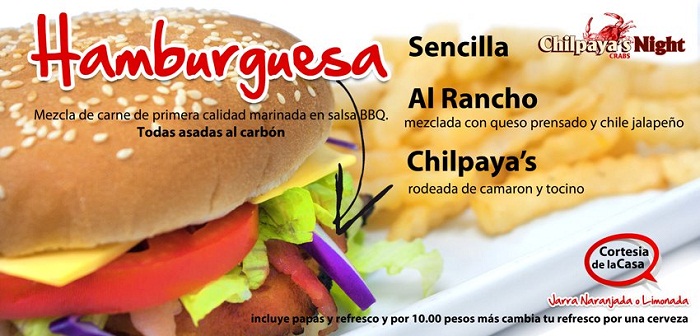 Hamburguesa
Mezcla de carne de primera calidad marinada en salsa BBQ.
Todas asadas al carbón
Sencilla
Chilpaya's Night
CRABS
Al Rancho
mezclada con queso prensado y chile jalapeño
Chilpaya's
rodeada de camaron y tocino
Cortesia
de la Casa
Jarra Naranjada o Limonada
incluye papas y refresco y por 10.00 pesos más cambia tu refresco por una cerveza